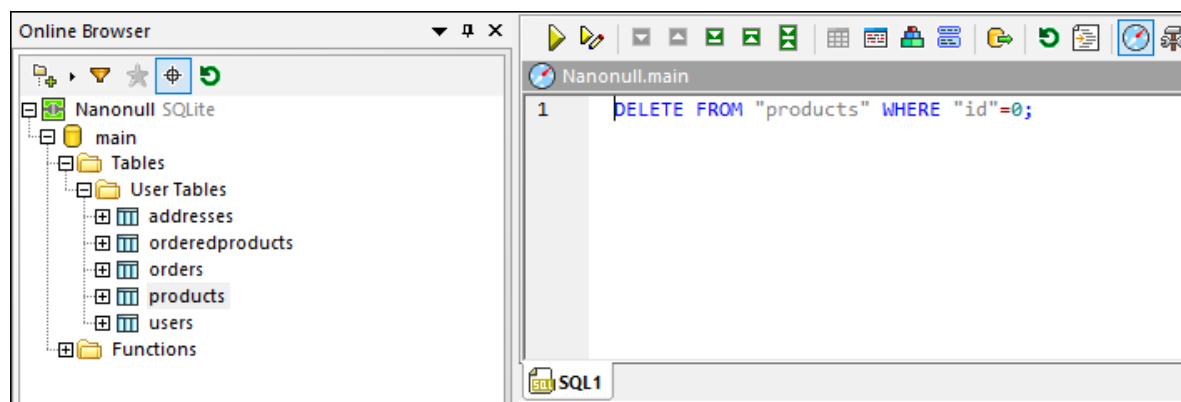 Online Browser
Nanonull SQLite
main
Tables
User Tables
addresses
orderedproducts
orders
products
users
Functions
Nanonull.main
1 DELETE FROM "products" WHERE "id"=0;
SQL1